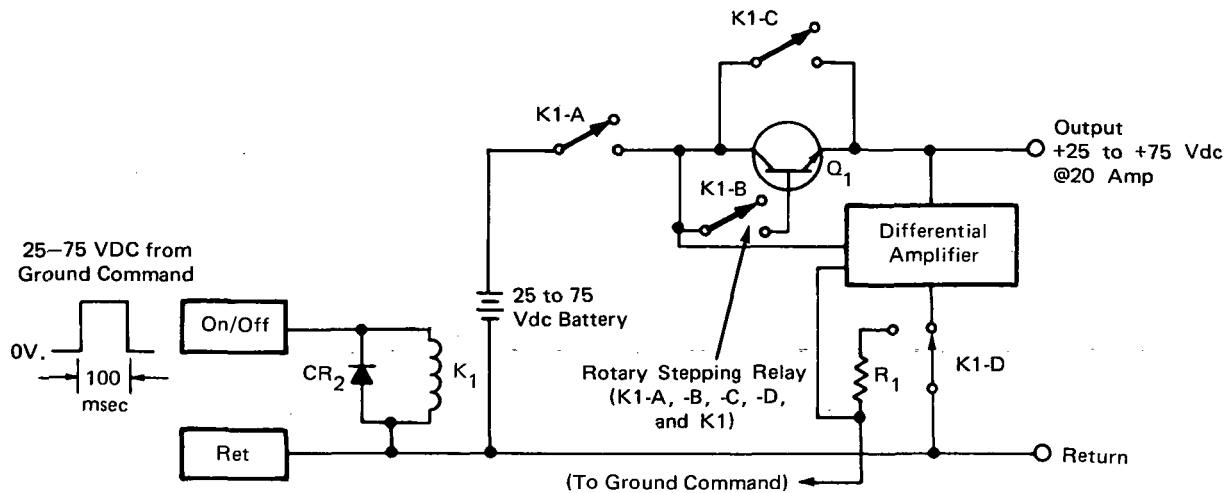 K1-C
K1-A
Output
+25 to +75 Vdc
@20 Amp
Q1
K1-B
Differential
Amplifier
25–75 VDC from
Ground Command
On/Off
25 to 75
Vdc Battery
0V.
100
msec
CR2
K1
Rotary Stepping Relay
(K1-A, -B, -C, -D,
and K1)
R1
K1-D
Ret
Return
(To Ground Command)